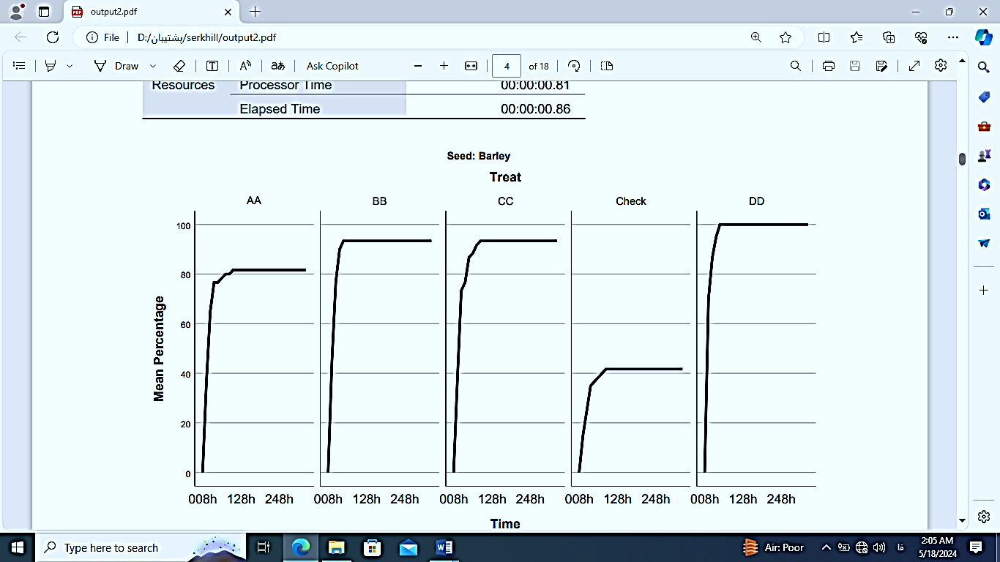 output2.pdf
File
D:/پشتیبان/serkhill/output2.pdf
Draw
Ask Copilot
4 of 18
Resources Processor Time 00:00:00.81
Elapsed Time 00:00:00.86
Seed: Barley
Treat
AA BB CC Check DD
Mean Percentage
100
80
60
40
20
0
008h 128h 248h 008h 128h 248h 008h 128h 248h 008h 128h 248h 008h 128h 248h
Time
Type here to search
Air: Poor
فا
2:05 AM
5/18/2024